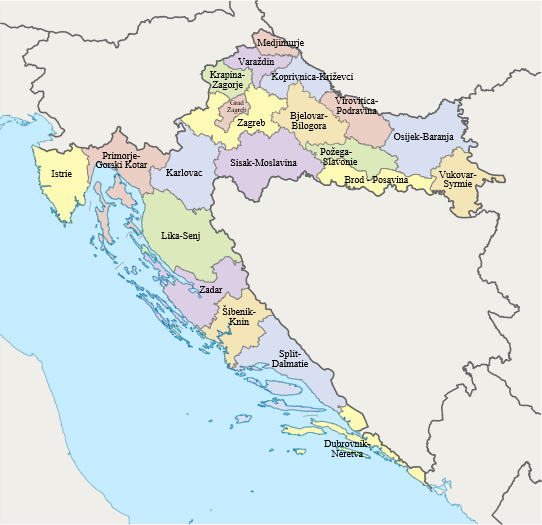 Medjimurje
Varaždin
Krapina-
Zagorje
Koprivnica-Križevci
Grad
Zagreb
Zagreb
Bjelovar-
Bilogora
Virovitica-
Podravina
Osijek-Baranja
Primorje-
Gorski Kotar
Istrie
Karlovac
Sisak-Moslavina
Požega-
Slavonie
Brod - Posavina
Vukovar-
Syrmie
Lika-Senj
Zadar
Šibenik-
Knin
Split-
Dalmatie
Dubrovnik-
Neretva